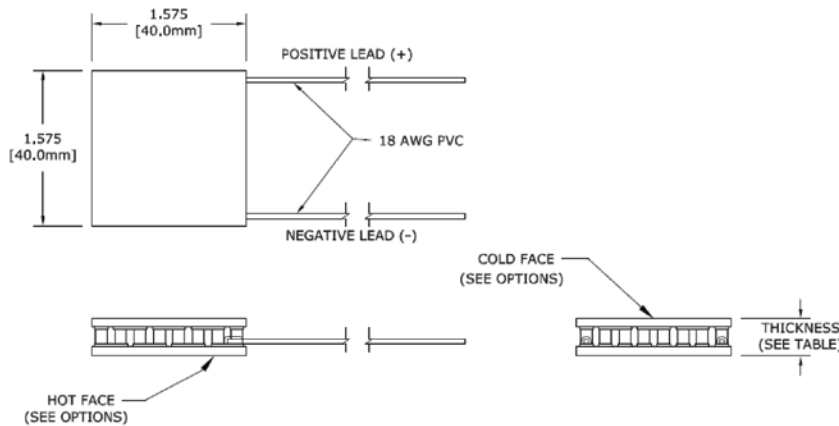 1.575
[40.0mm]
POSITIVE LEAD (+)
1.575
[40.0mm]
18 AWG PVC
NEGATIVE LEAD (-)
COLD FACE
(SEE OPTIONS)
THICKNESS
(SEE TABLE)
HOT FACE
(SEE OPTIONS)